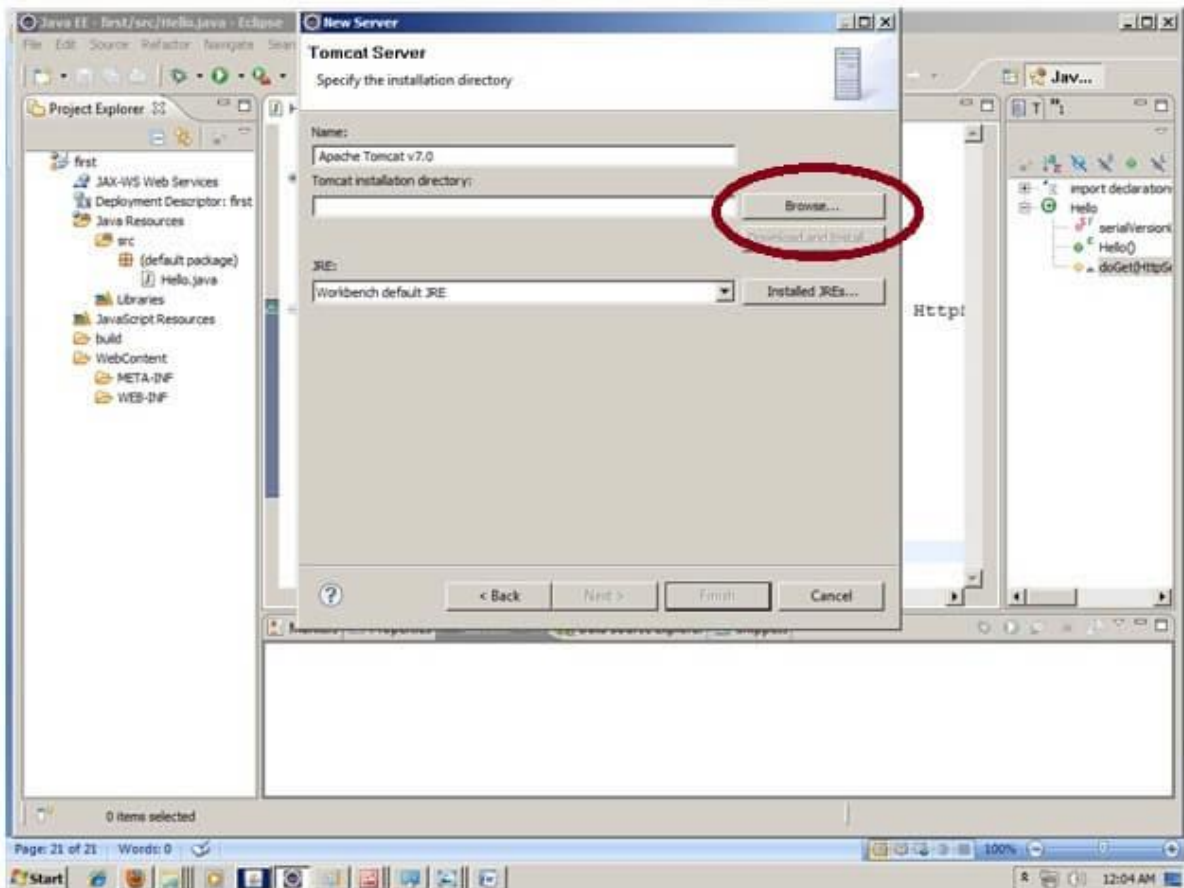 Java EE - first/src/Hello.java - Eclipse
File Edit Source Refactor Navigate
New Server
Tomcat Server
Specify the installation directory
Name:
Apache Tomcat v7.0
Tomcat installation directory:
Browse...
Download and Install...
JRE:
Workbench default JRE
Installed JREs...
< Back
Next >
Finish
Cancel
Project Explorer
first
JAX-WS Web Services
Deployment Descriptor: first
Java Resources
src
(default package)
Hello.java
Libraries
JavaScript Resources
build
WebContent
META-INF
WEB-INF
Jav...
import declaration
Hello
serialVersion
Hello()
doGet(HttpSe
Http
0 items selected
Page: 21 of 21 Words: 0
100%
Start
12:04 AM